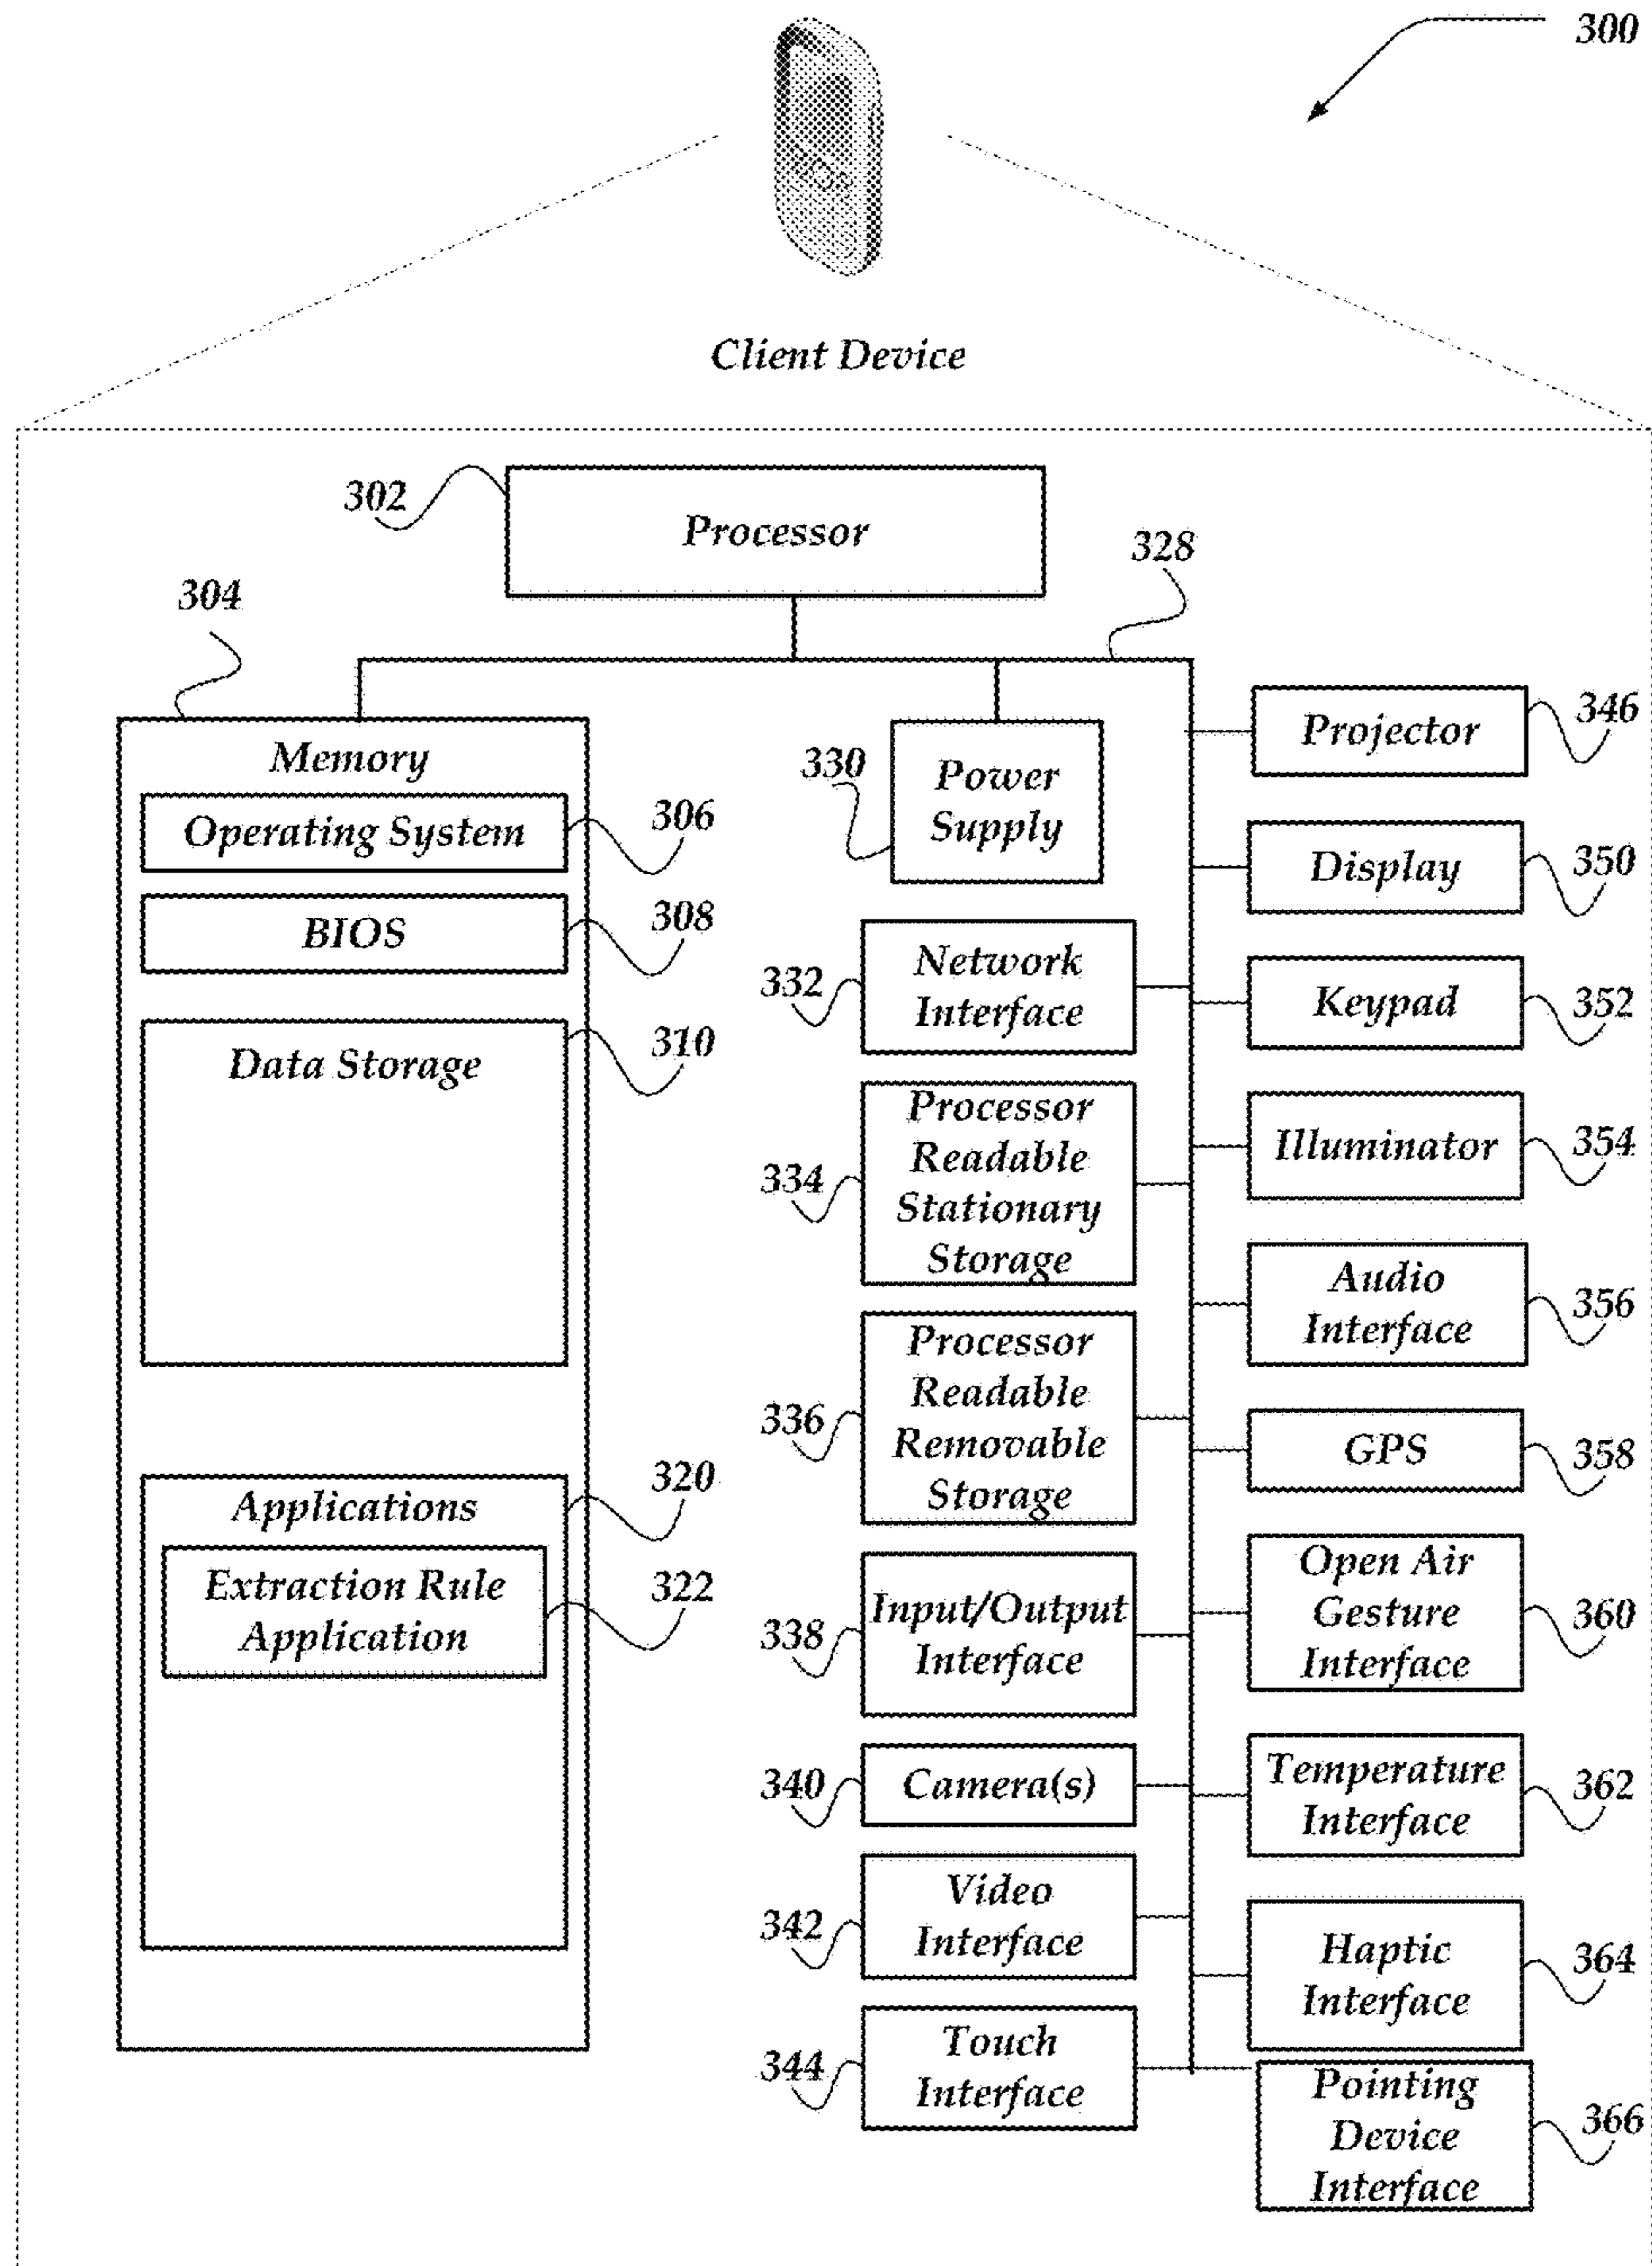 300
Client Device
302
Processor
328
304
Memory
Operating System
306
BIOS
308
Data Storage
310
Applications
320
Extraction Rule
Application
322
330
Power
Supply
332
Network
Interface
334
Processor
Readable
Stationary
Storage
336
Processor
Readable
Removable
Storage
338
Input/Output
Interface
340
Camera(s)
342
Video
Interface
344
Touch
Interface
Projector
346
Display
350
Keypad
352
Illuminator
354
Audio
Interface
356
GPS
358
Open Air
Gesture
Interface
360
Temperature
Interface
362
Haptic
Interface
364
Pointing
Device
Interface
366